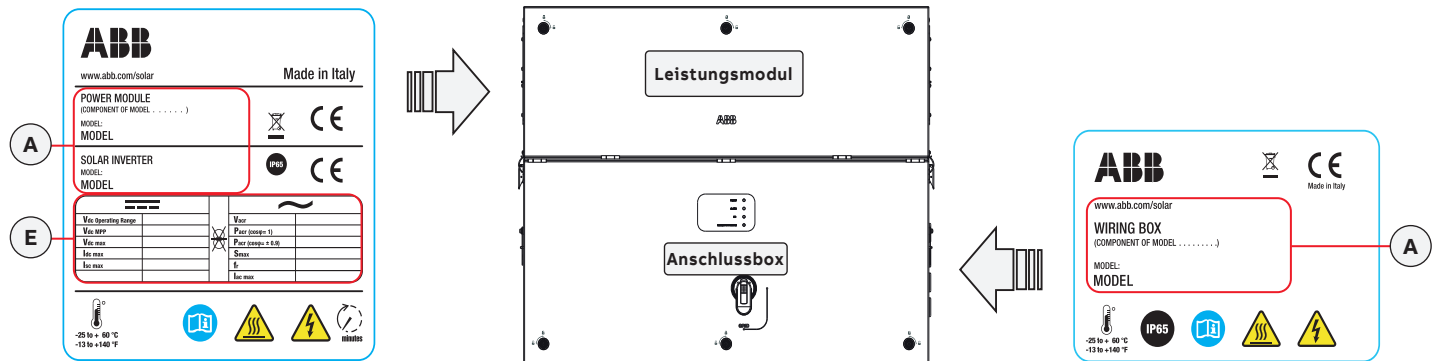 ABB
www.abb.com/solar
Made in Italy
POWER MODULE
(COMPONENT OF MODEL . . . . . . )
MODEL:
MODEL
SOLAR INVERTER
MODEL:
MODEL
IP65
CE
CE
A
E
Vdc Operating Range
Vdc MPP
Vdc max
Idc max
Isc max
Vacr
Pacr (cosφ= 1)
Pacr (cosφ= ± 0.9)
Smax
fr
Iac max
-25 to + 60 °C
-13 to +140 °F
minutes
Leistungsmodul
ABB
Anschlussbox
ABB
CE
Made in Italy
www.abb.com/solar
WIRING BOX
(COMPONENT OF MODEL . . . . . . . . .)
MODEL:
MODEL
A
-25 to + 60 °C
-13 to +140 °F
IP65